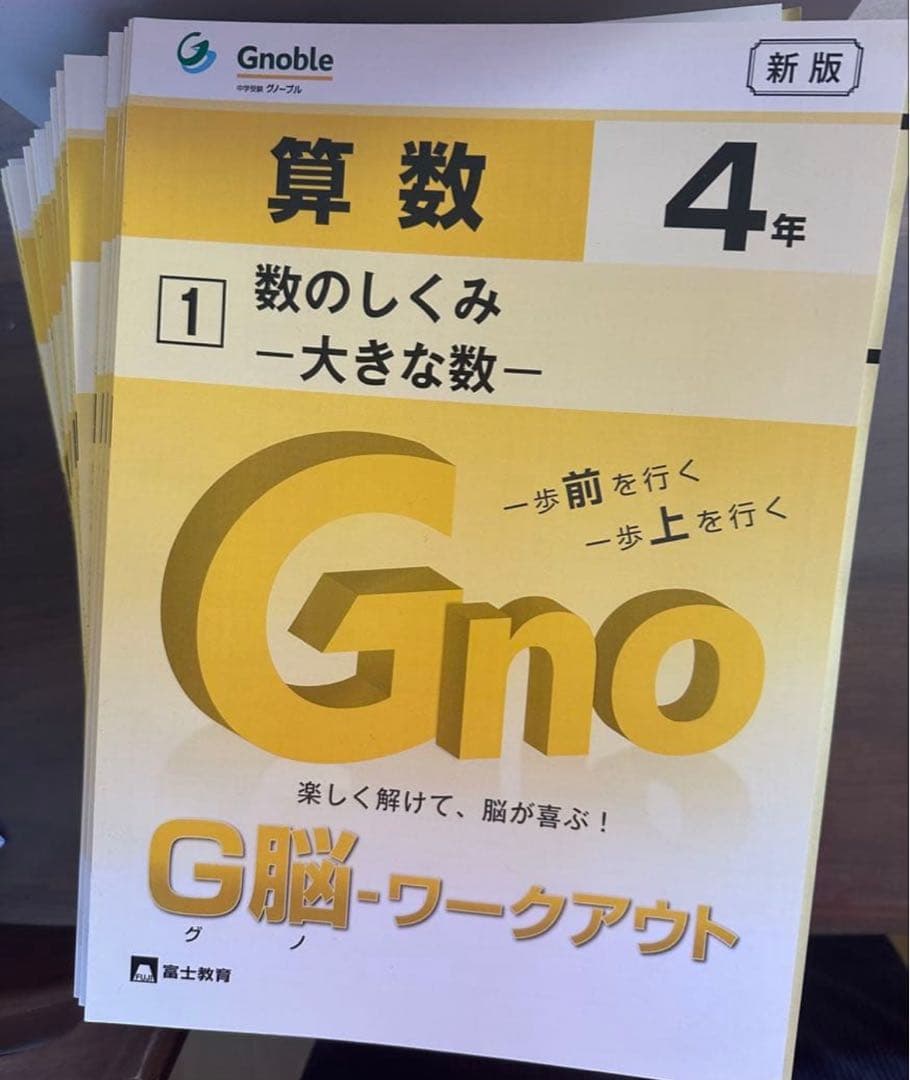 Gnoble
中学受験 グノーブル
新版
算数
4年
1
数のしくみ
―大きな数―
一歩前を行く
一歩上を行く
Gno
楽しく解けて、脳が喜ぶ!
G脳-ワークアウト
グ ノ
FUJI 富士教育